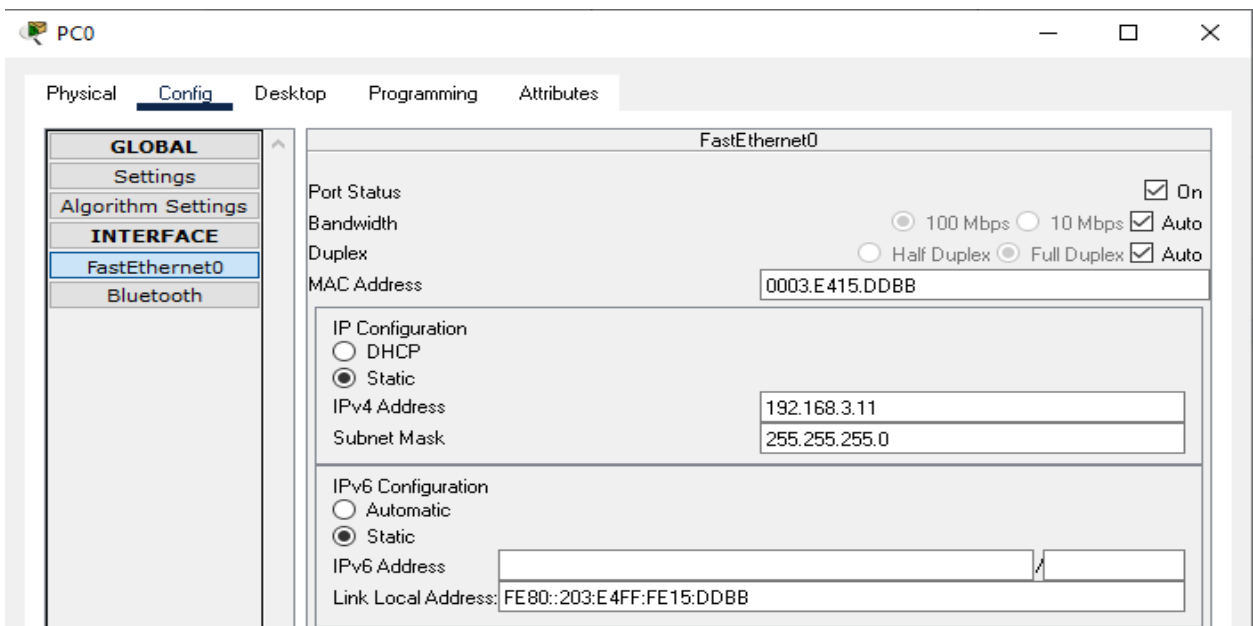 PC0
Physical Config Desktop Programming Attributes
GLOBAL
Settings
Algorithm Settings
INTERFACE
FastEthernet0
Bluetooth
FastEthernet0
Port Status On
Bandwidth 100 Mbps 10 Mbps Auto
Duplex Half Duplex Full Duplex Auto
MAC Address 0003.E415.DDBB
IP Configuration
DHCP
Static
IPv4 Address 192.168.3.11
Subnet Mask 255.255.255.0
IPv6 Configuration
Automatic
Static
IPv6 Address /
Link Local Address: FE80::203:E4FF:FE15:DDBB